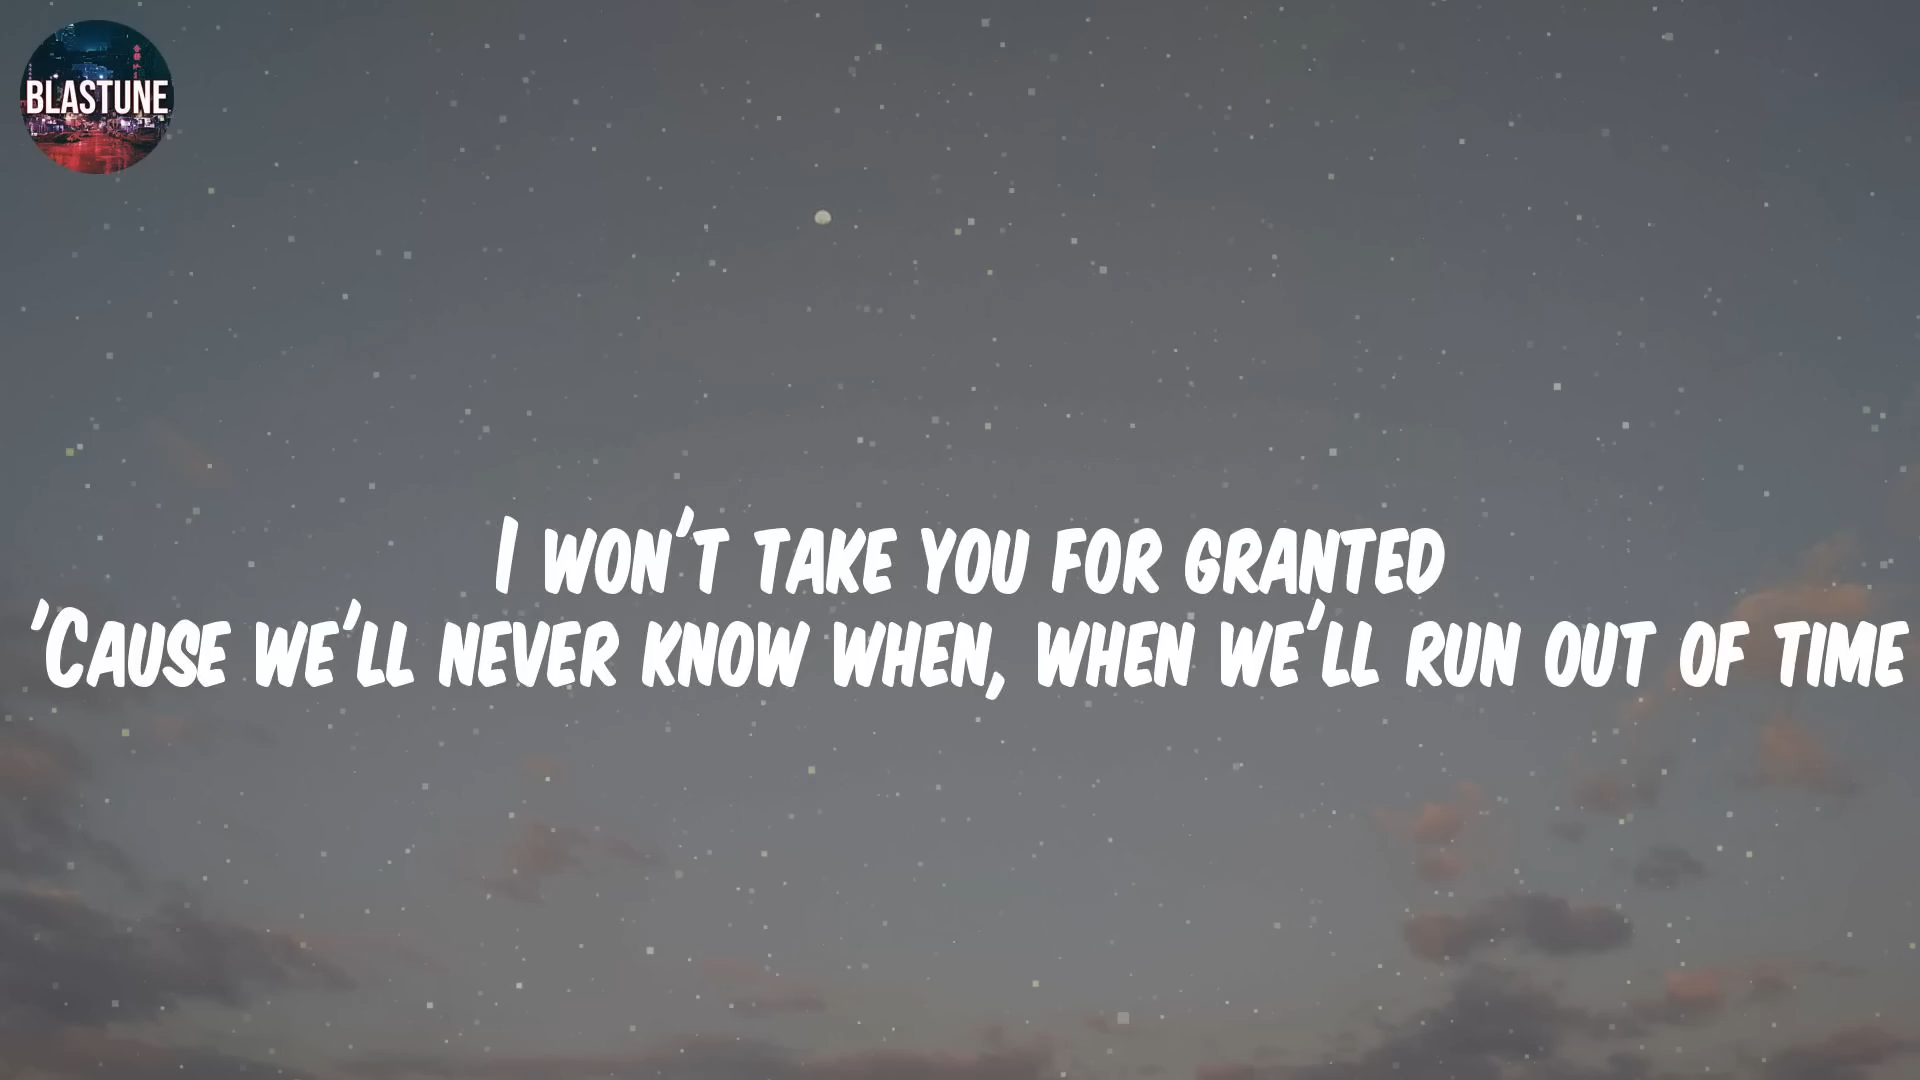 BLASTUNE
I WON'T TAKE YOU FOR GRANTED
'CAUSE WE'LL NEVER KNOW WHEN, WHEN WE'LL RUN OUT OF TIME